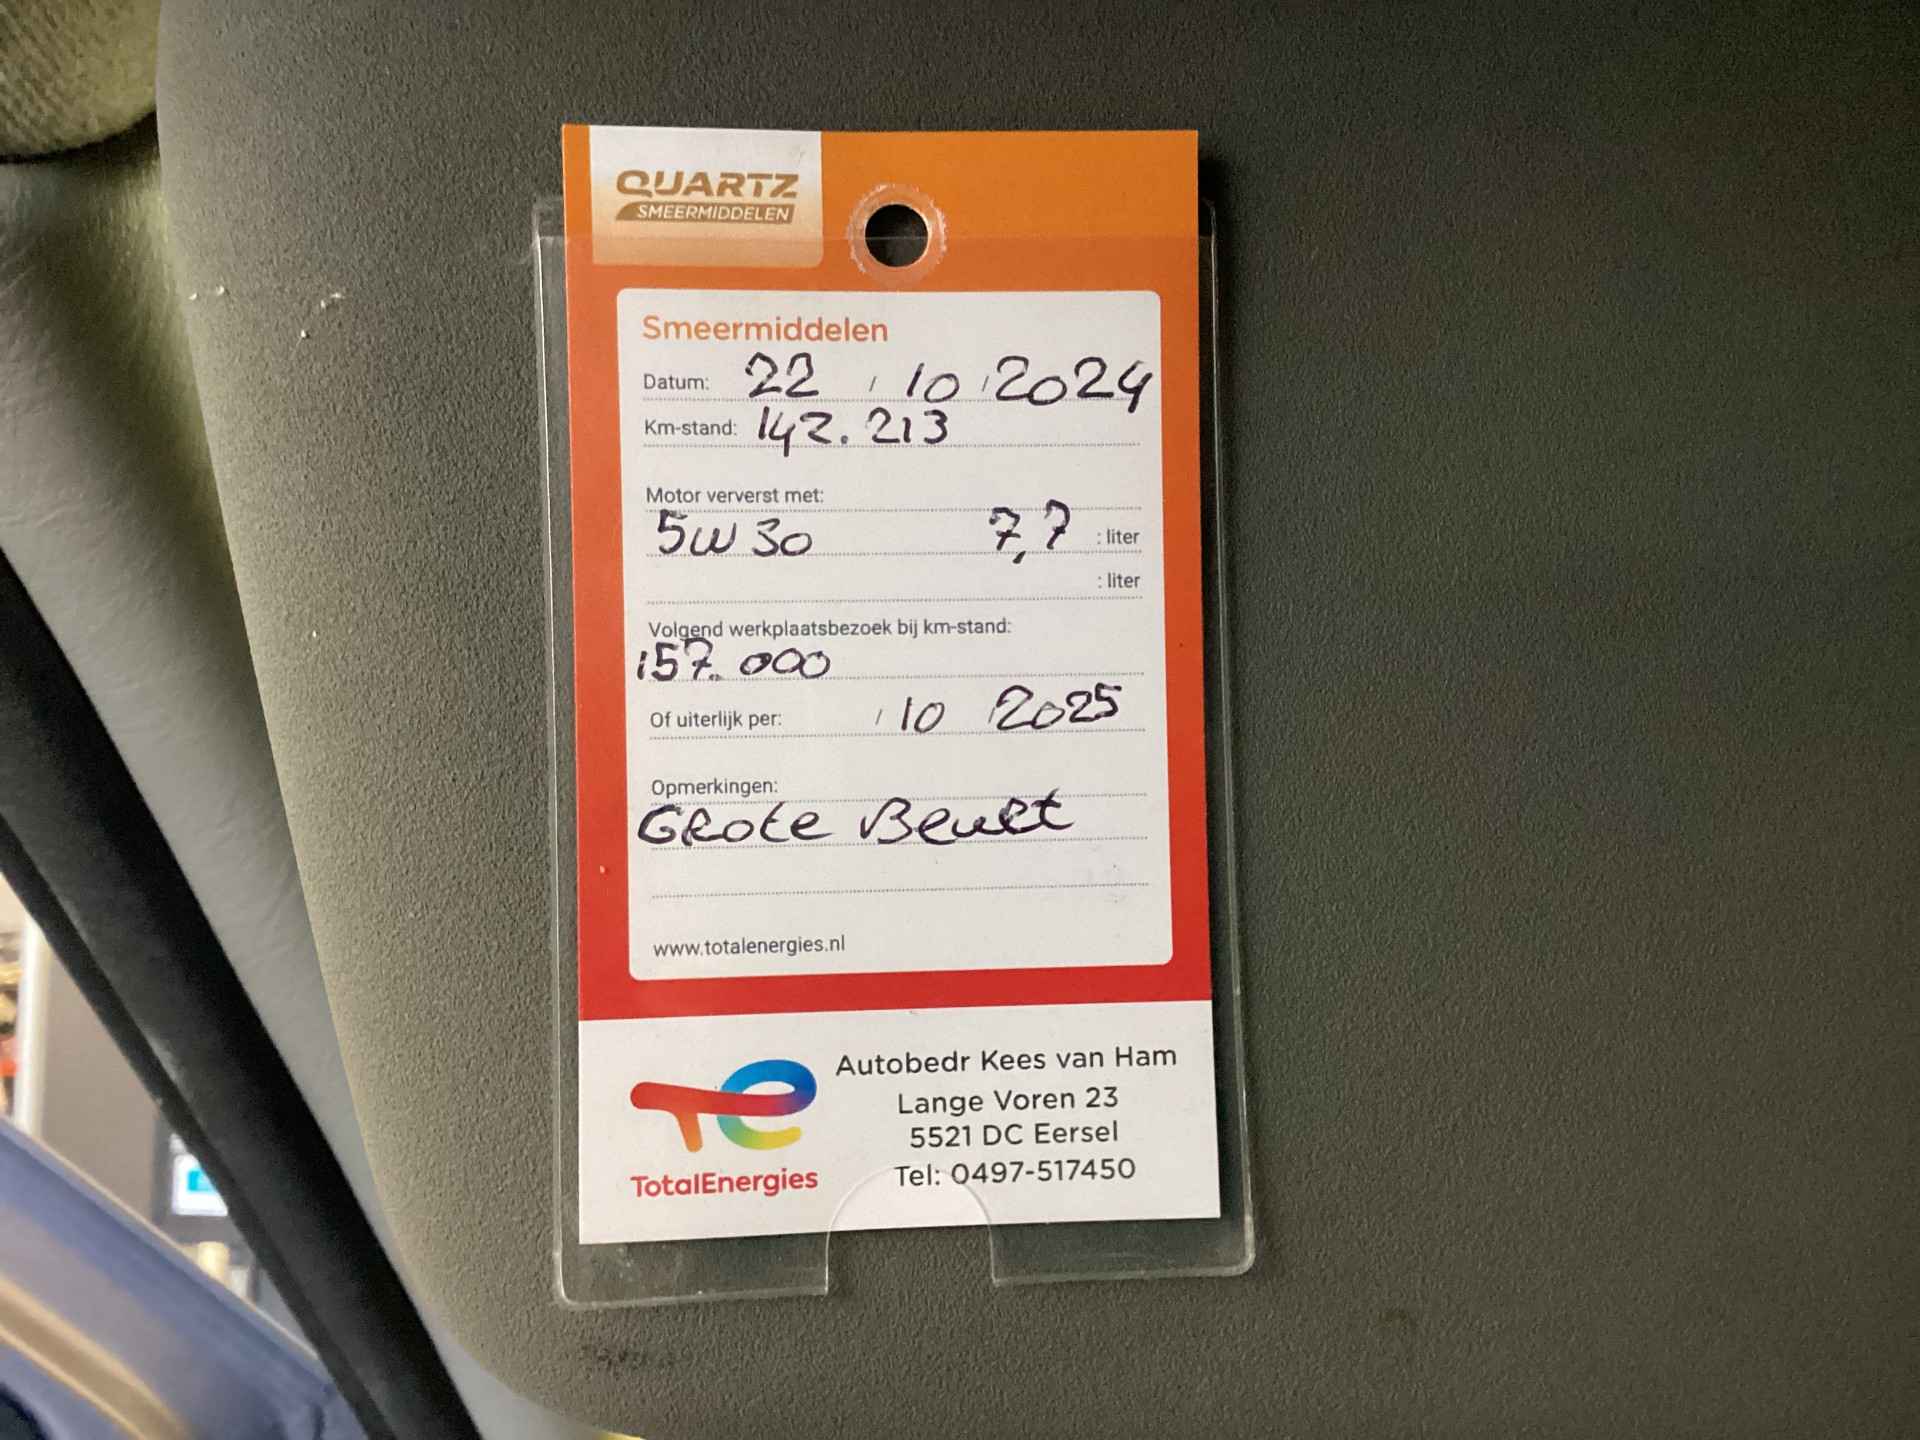 QUARTZ
SMEERMIDDELEN
Smeermiddelen
Datum: 22 / 10 / 2024
Km-stand: 142.213
Motor ververst met:
5W30 7,7 : liter
: liter
Volgend werkplaatsbezoek bij km-stand:
157.000
Of uiterlijk per: / 10 / 2025
Opmerkingen:
Grote Beurt
www.totalenergies.nl
Autobedr Kees van Ham
Lange Voren 23
5521 DC Eersel
Tel: 0497-517450
TotalEnergies